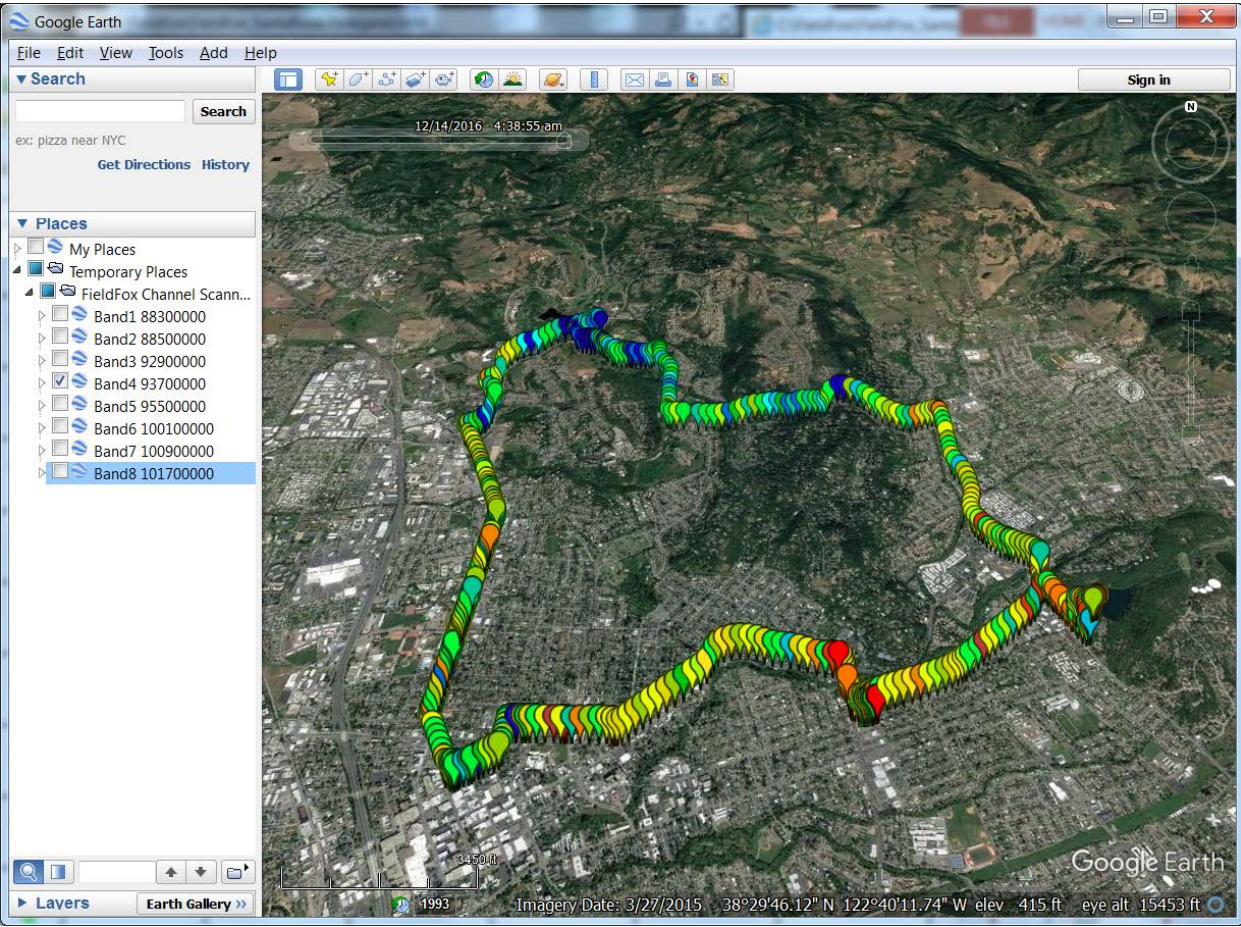 Google Earth
File Edit View Tools Add Help
Search
Sign in
Search
ex: pizza near NYC
Get Directions History
Places
My Places
Temporary Places
FieldFox Channel Scann...
Band1 88300000
Band2 88500000
Band3 92900000
Band4 93700000
Band5 95500000
Band6 100100000
Band7 100900000
Band8 101700000
Layers
Earth Gallery »
12/14/2016 4:38:55 am
N
3450 ft
Google Earth
1993
Imagery Date: 3/27/2015 38°29'46.12" N 122°40'11.74" W elev 415 ft eye alt 15453 ft